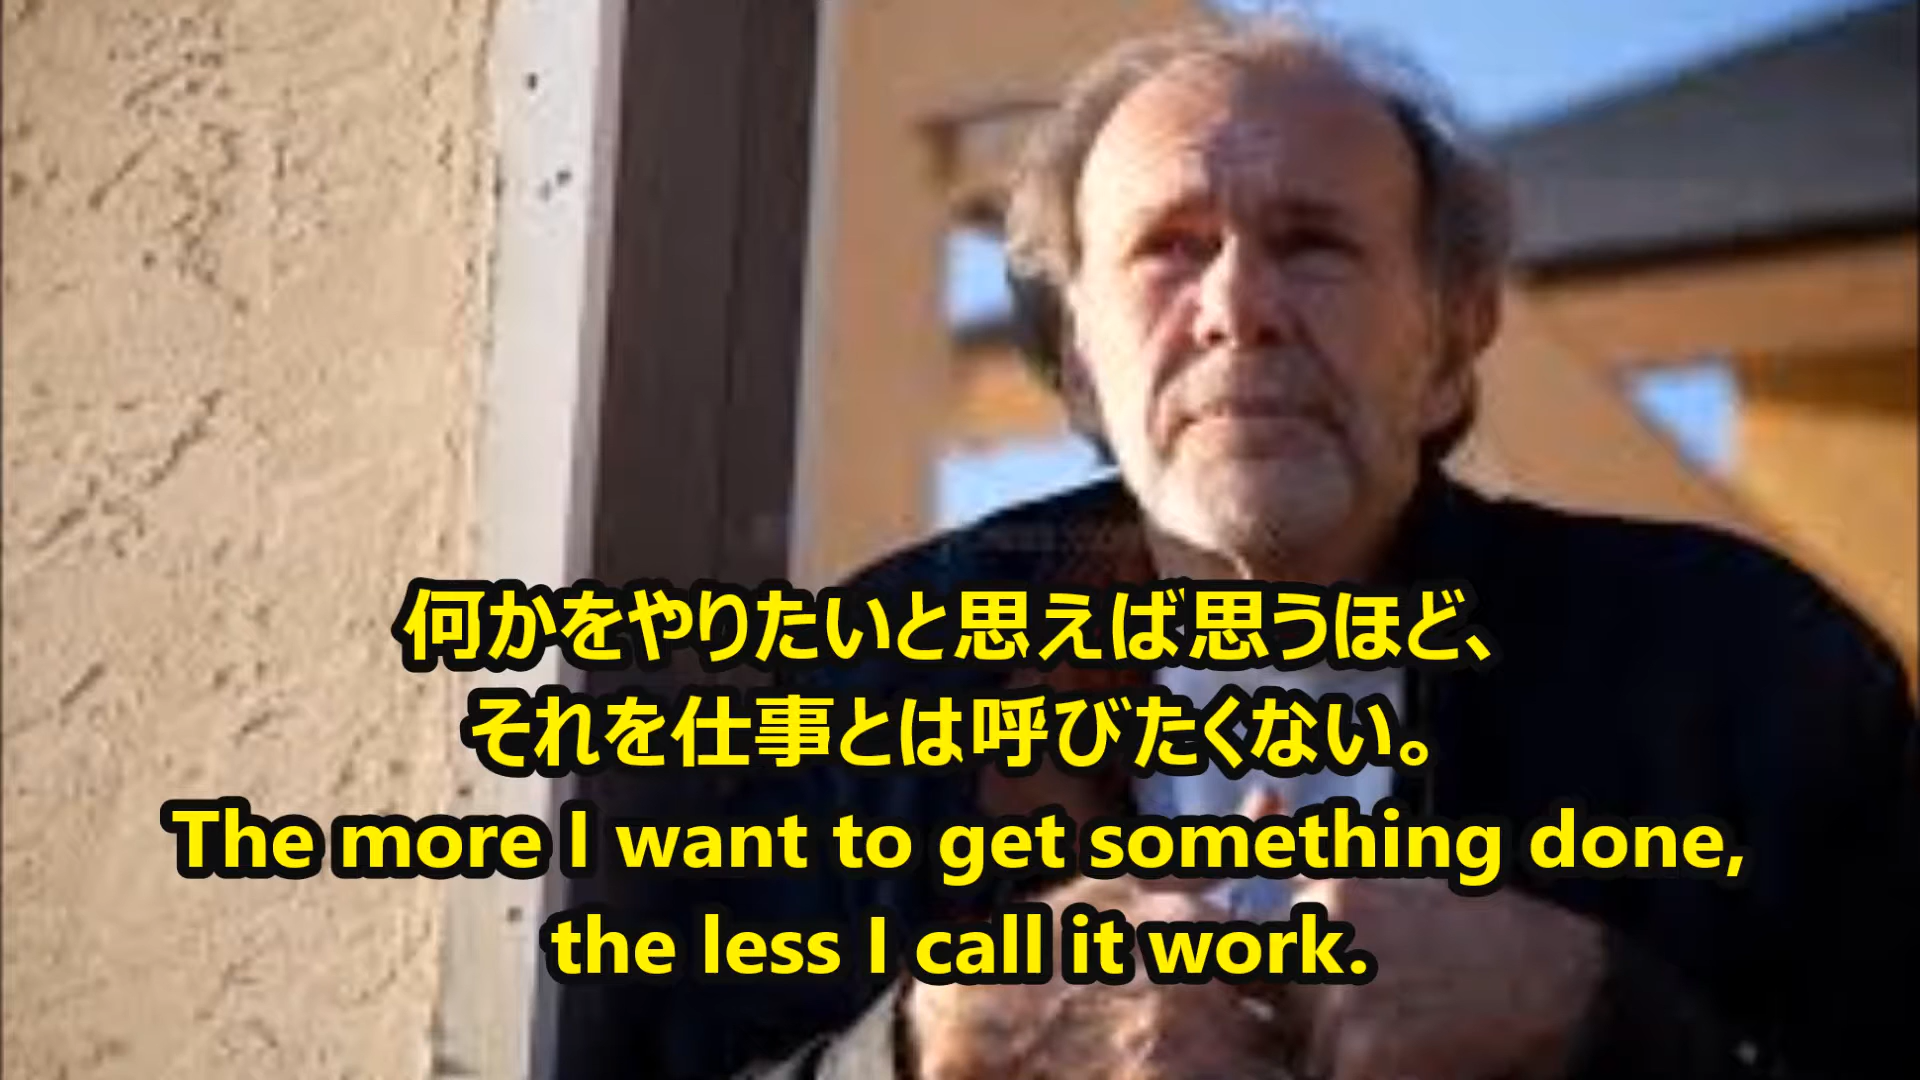 何かをやりたいと思えば思うほど、
それを仕事とは呼びたくない。
The more I want to get something done,
the less I call it work.